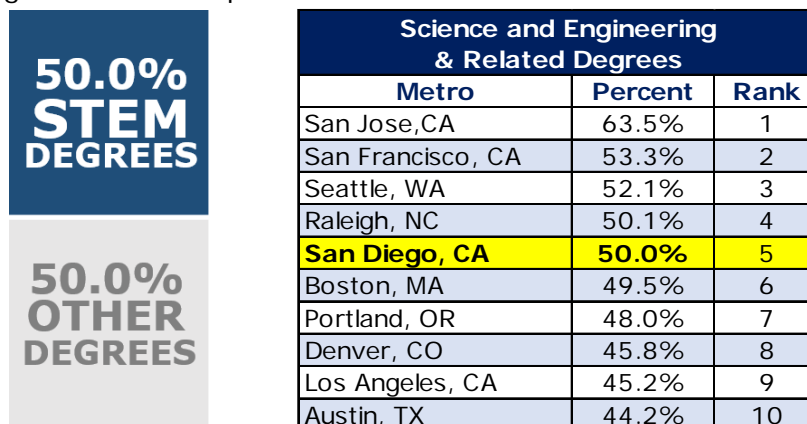 50.0%
STEM
DEGREES
50.0%
OTHER
DEGREES
Science and Engineering
& Related Degrees
Metro Percent Rank
San Jose,CA 63.5% 1
San Francisco, CA 53.3% 2
Seattle, WA 52.1% 3
Raleigh, NC 50.1% 4
San Diego, CA 50.0% 5
Boston, MA 49.5% 6
Portland, OR 48.0% 7
Denver, CO 45.8% 8
Los Angeles, CA 45.2% 9
Austin, TX 44.2% 10